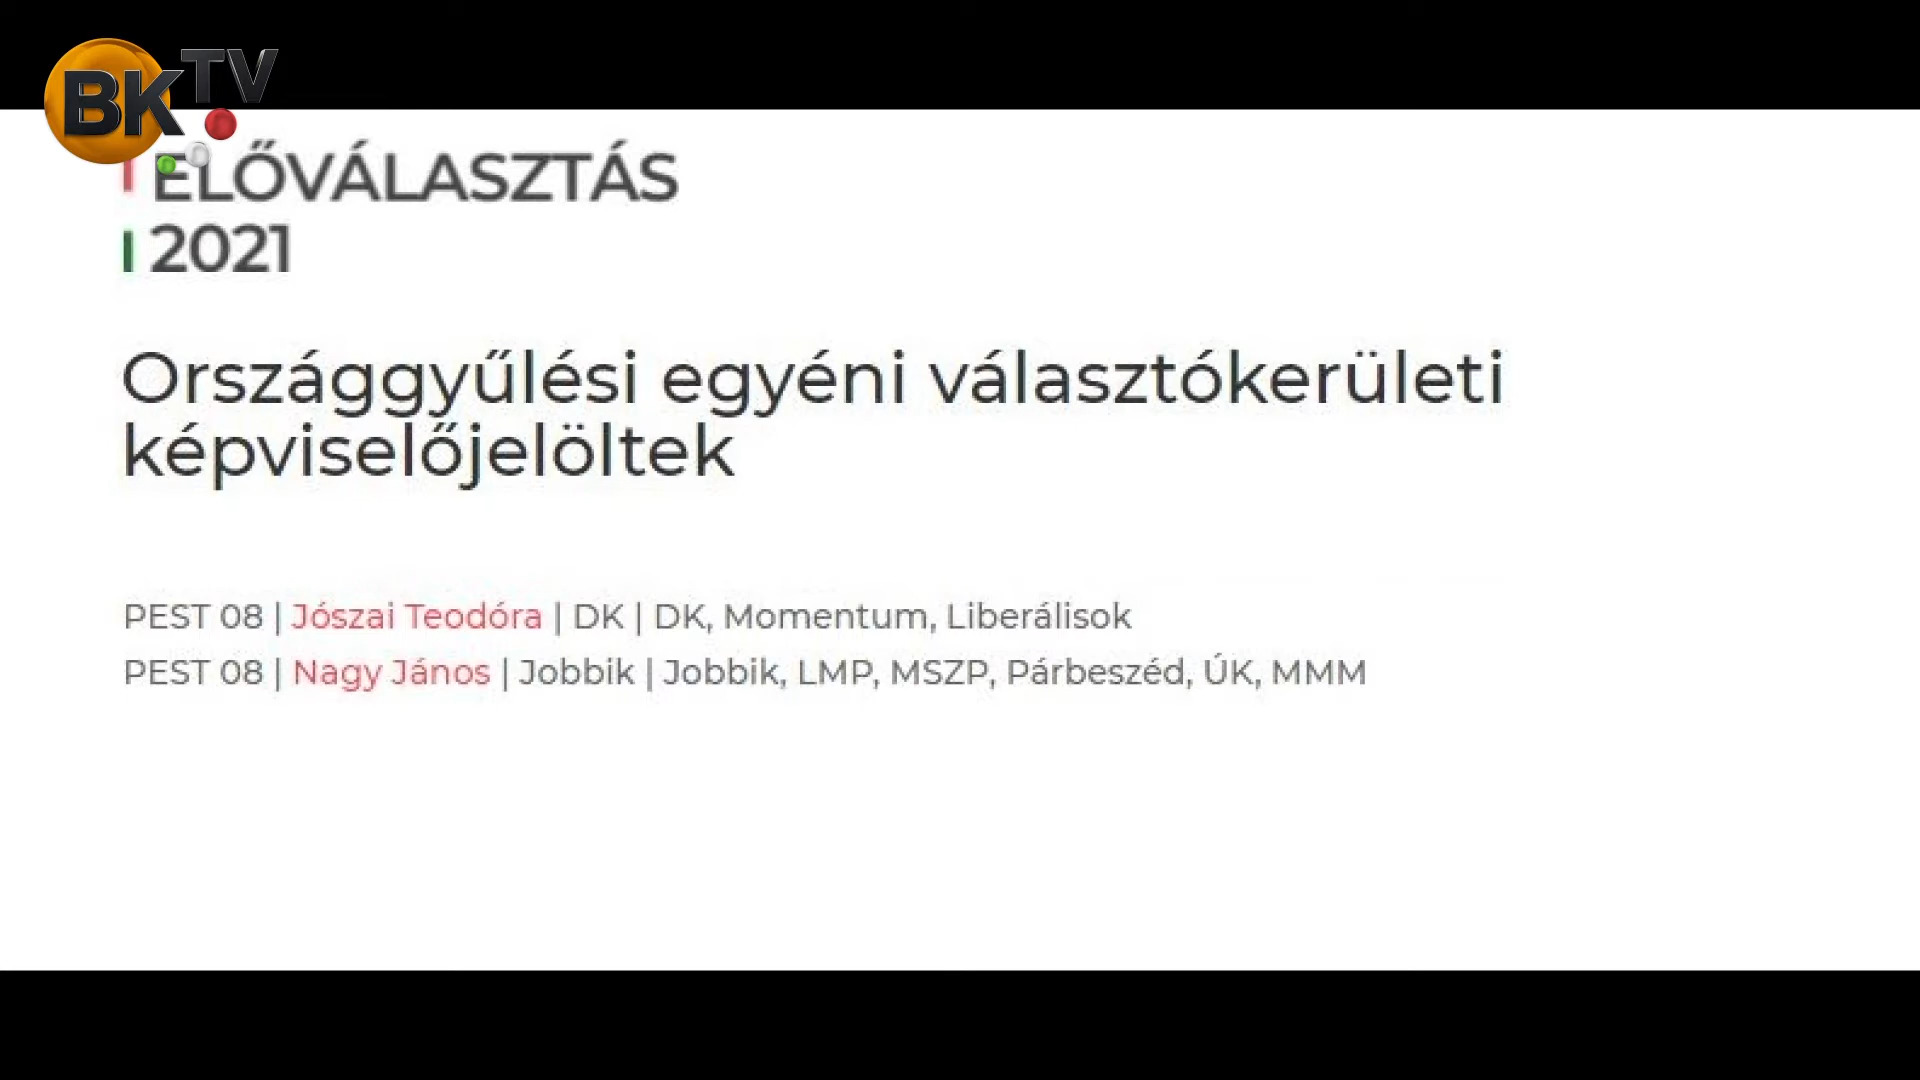 BKTV
ELŐVÁLASZTÁS
2021
Országgyűlési egyéni választókerületi
képviselőjelöltek
PEST 08 | Jószai Teodóra | DK | DK, Momentum, Liberálisok
PEST 08 | Nagy János | Jobbik | Jobbik, LMP, MSZP, Párbeszéd, ÚK, MMM